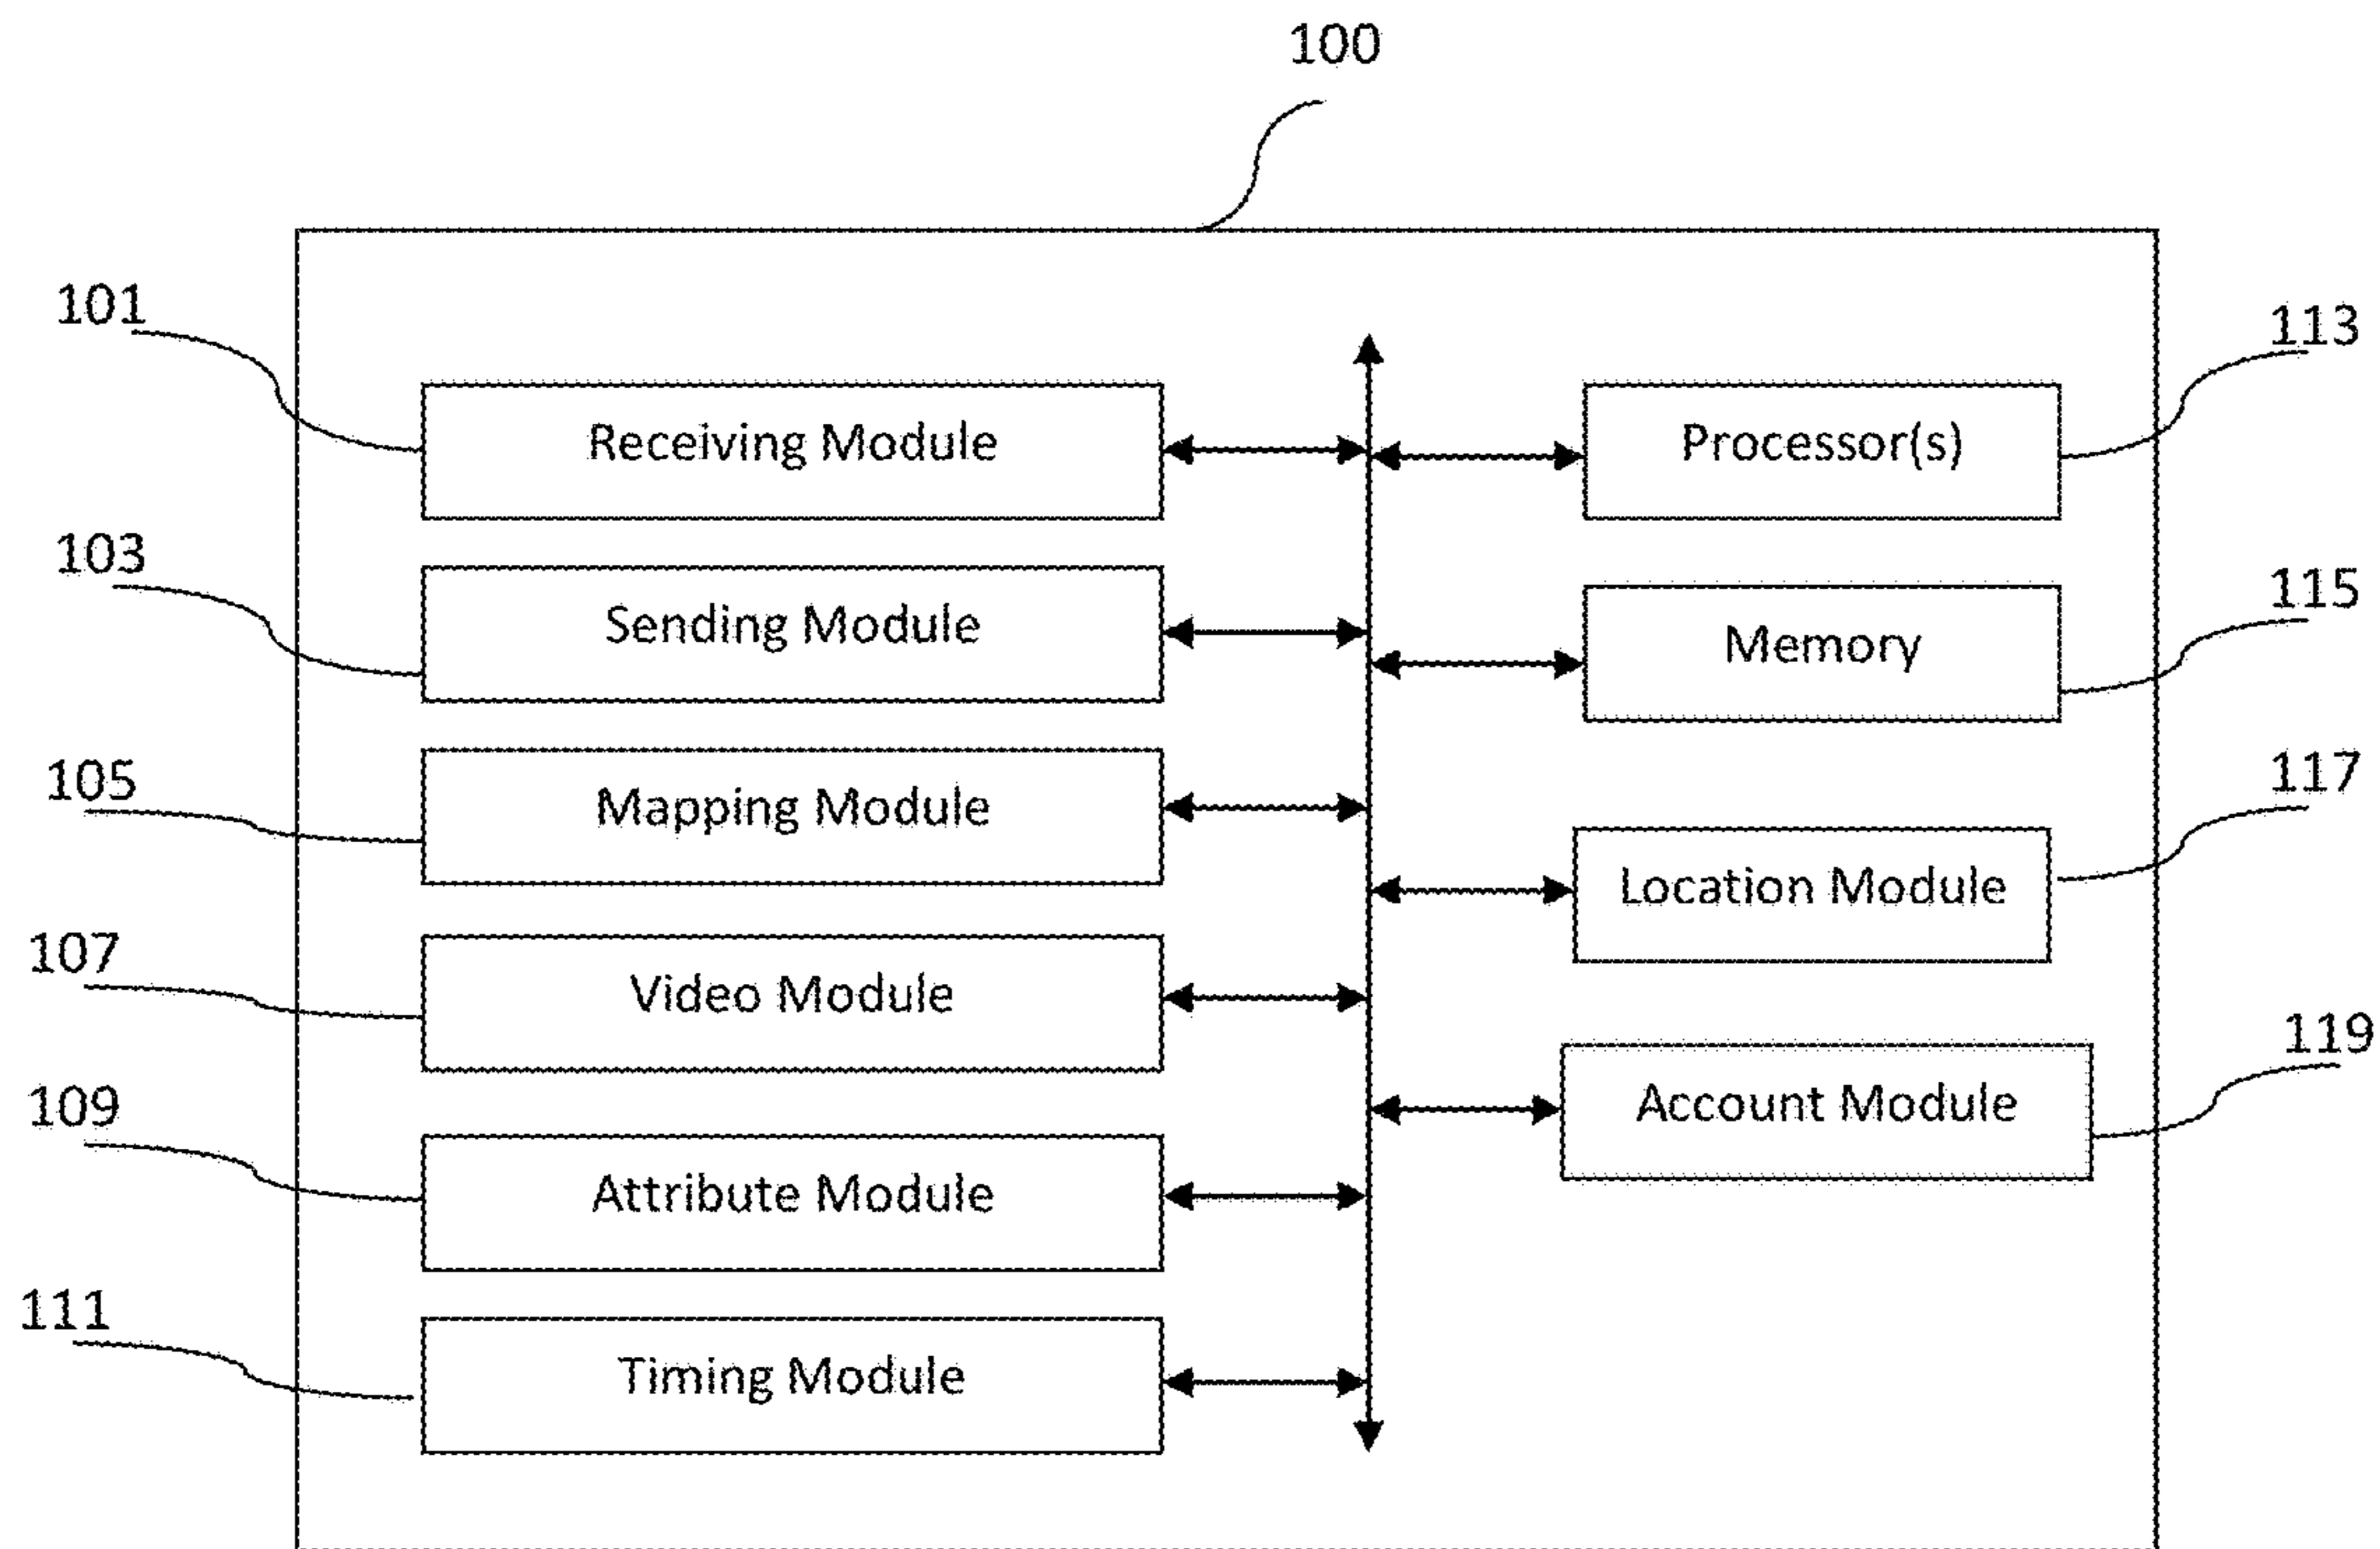 100
101
Receiving Module
Processor(s)
113
103
Sending Module
Memory
115
105
Mapping Module
Location Module
117
107
Video Module
Account Module
119
109
Attribute Module
111
Timing Module